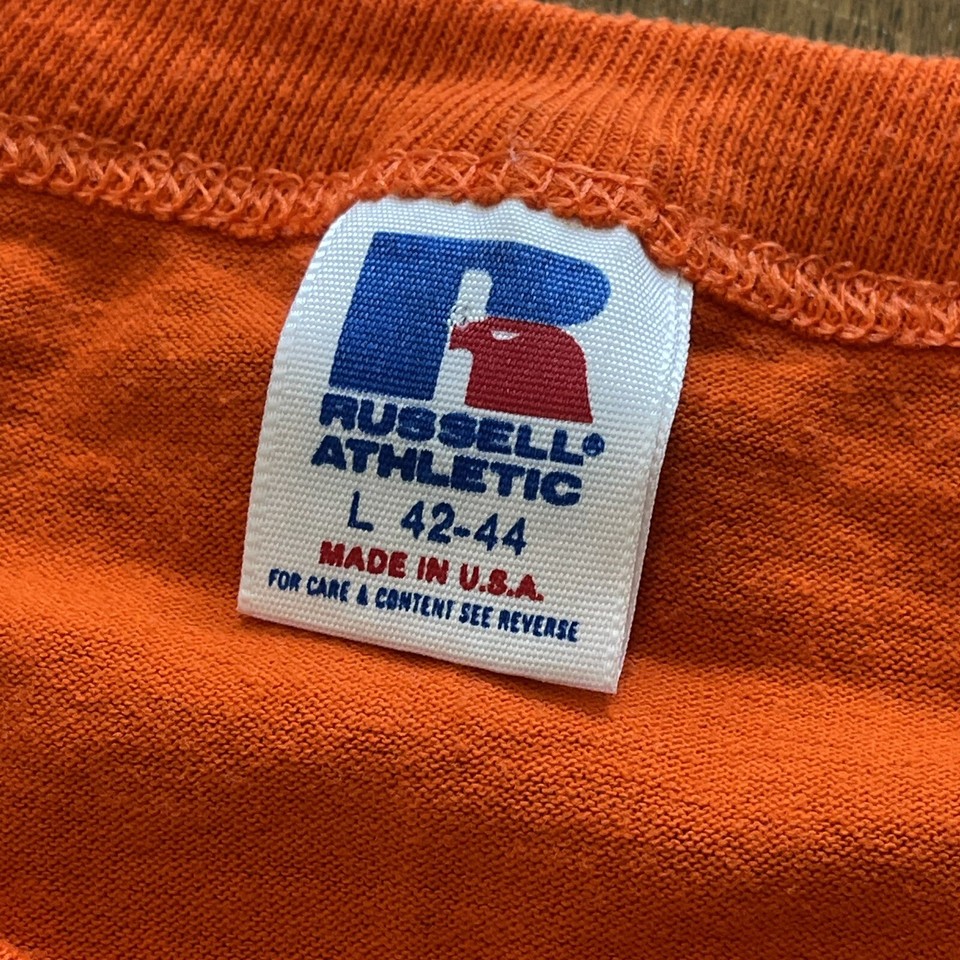 R
RUSSELL®
ATHLETIC
L 42-44
MADE IN U.S.A.
FOR CARE & CONTENT SEE REVERSE